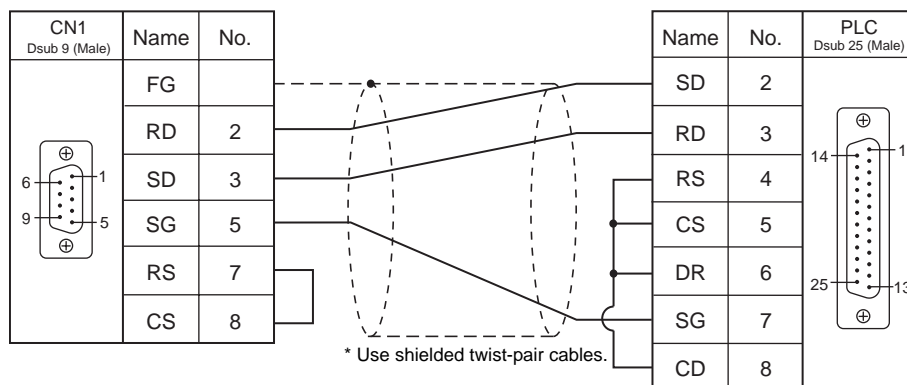 CN1
Dsub 9 (Male)
Name No.
FG
RD 2
SD 3
SG 5
RS 7
CS 8
6 1
9 5
* Use shielded twist-pair cables.
Name No.
PLC
Dsub 25 (Male)
SD 2
RD 3
RS 4
CS 5
DR 6
SG 7
CD 8
14 1
25 13